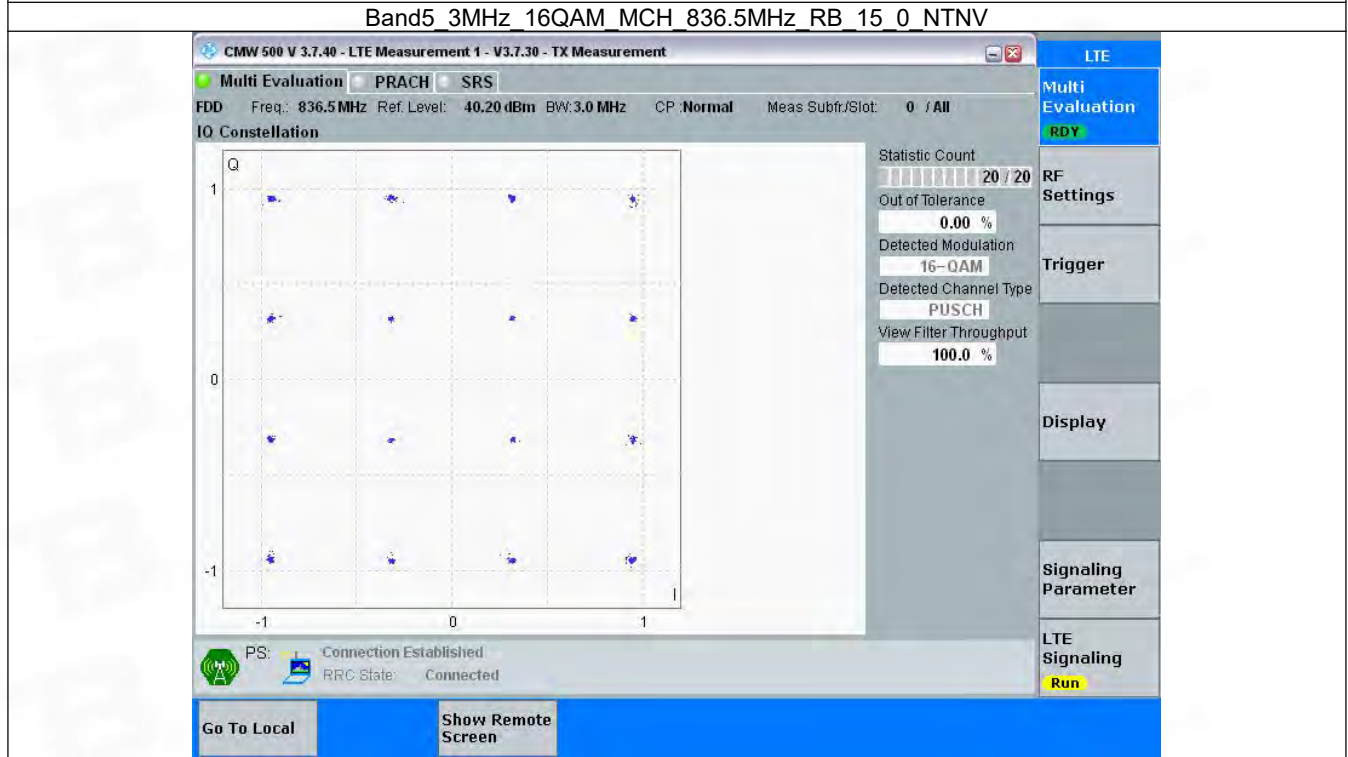 Band5_3MHz_16QAM_MCH_836.5MHz_RB_15_0_NTNV
CMW 500 V 3.7.40 - LTE Measurement 1 - V3.7.30 - TX Measurement
LTE
Multi Evaluation PRACH SRS
FDD Freq.: 836.5 MHz Ref. Level: 40.20 dBm BW: 3.0 MHz CP :Normal Meas Subfr./Slot: 0 / All
IQ Constellation
Q
1
0
-1
I
-1 0 1
Statistic Count
20 / 20
Out of Tolerance
0.00 %
Detected Modulation
16-QAM
Detected Channel Type
PUSCH
View Filter Throughput
100.0 %
Multi
Evaluation
RDY
RF
Settings
Trigger
Display
Signaling
Parameter
LTE
Signaling
Run
PS: Connection Established
RRC State: Connected
Go To Local
Show Remote
Screen